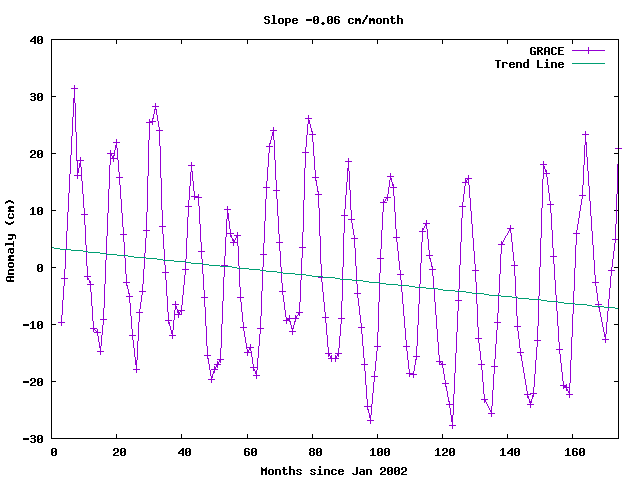 Slope -0.06 cm/month
GRACE
Trend Line
Anomaly (cm)
40
30
20
10
0
-10
-20
-30
0 20 40 60 80 100 120 140 160
Months since Jan 2002